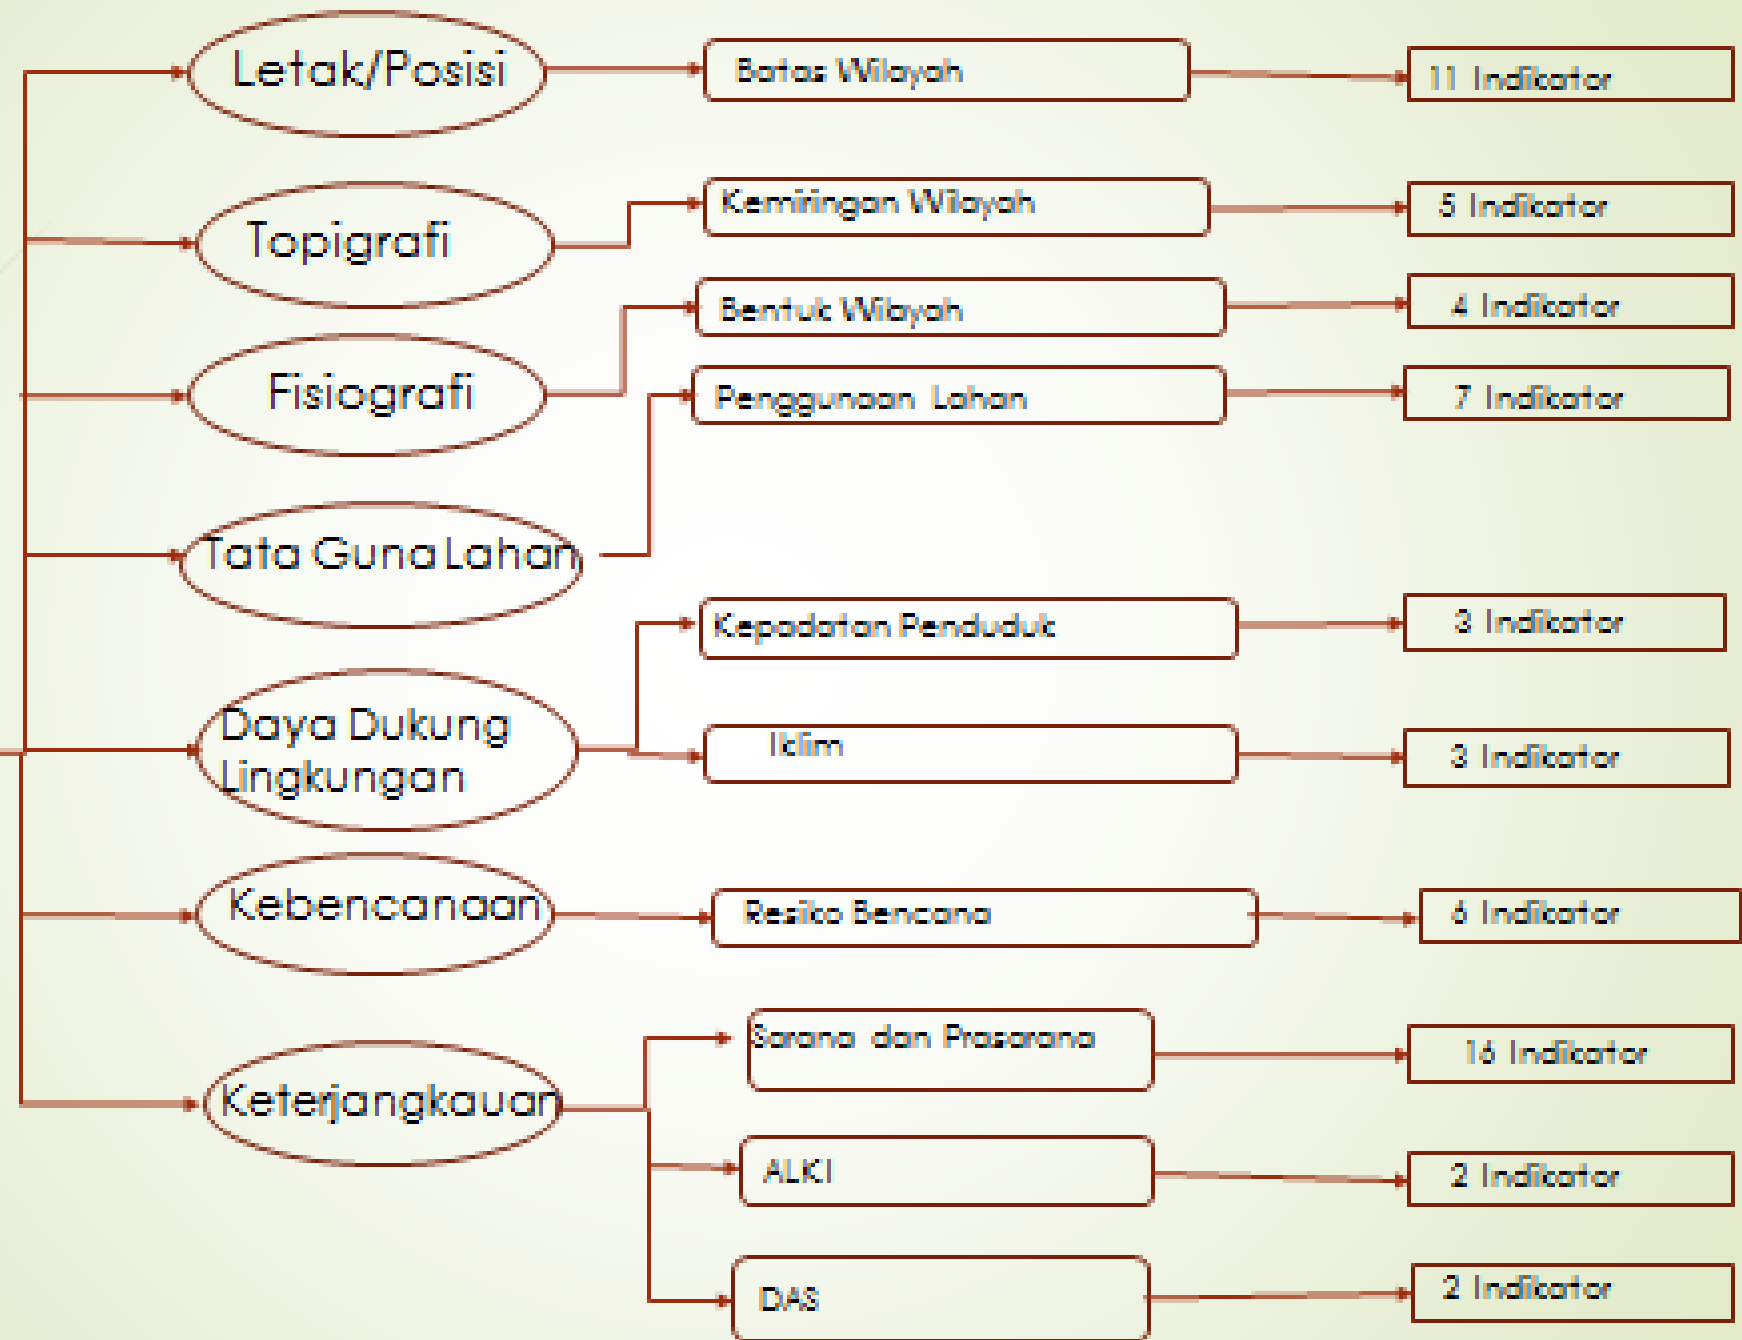 Letak/Posisi
Batas Wilayah
11 Indikator
Topigrafi
Kemiringan Wilayah
5 Indikator
Fisiografi
Bentuk Wilayah
4 Indikator
Tata Guna Lahan
Penggunaan Lahan
7 Indikator
Daya Dukung
Lingkungan
Kepadatan Penduduk
3 Indikator
Iklim
3 Indikator
Kebencanaan
Resiko Bencana
6 Indikator
Keterjangkauan
Sarana dan Prasarana
16 Indikator
ALKI
2 Indikator
DAS
2 Indikator